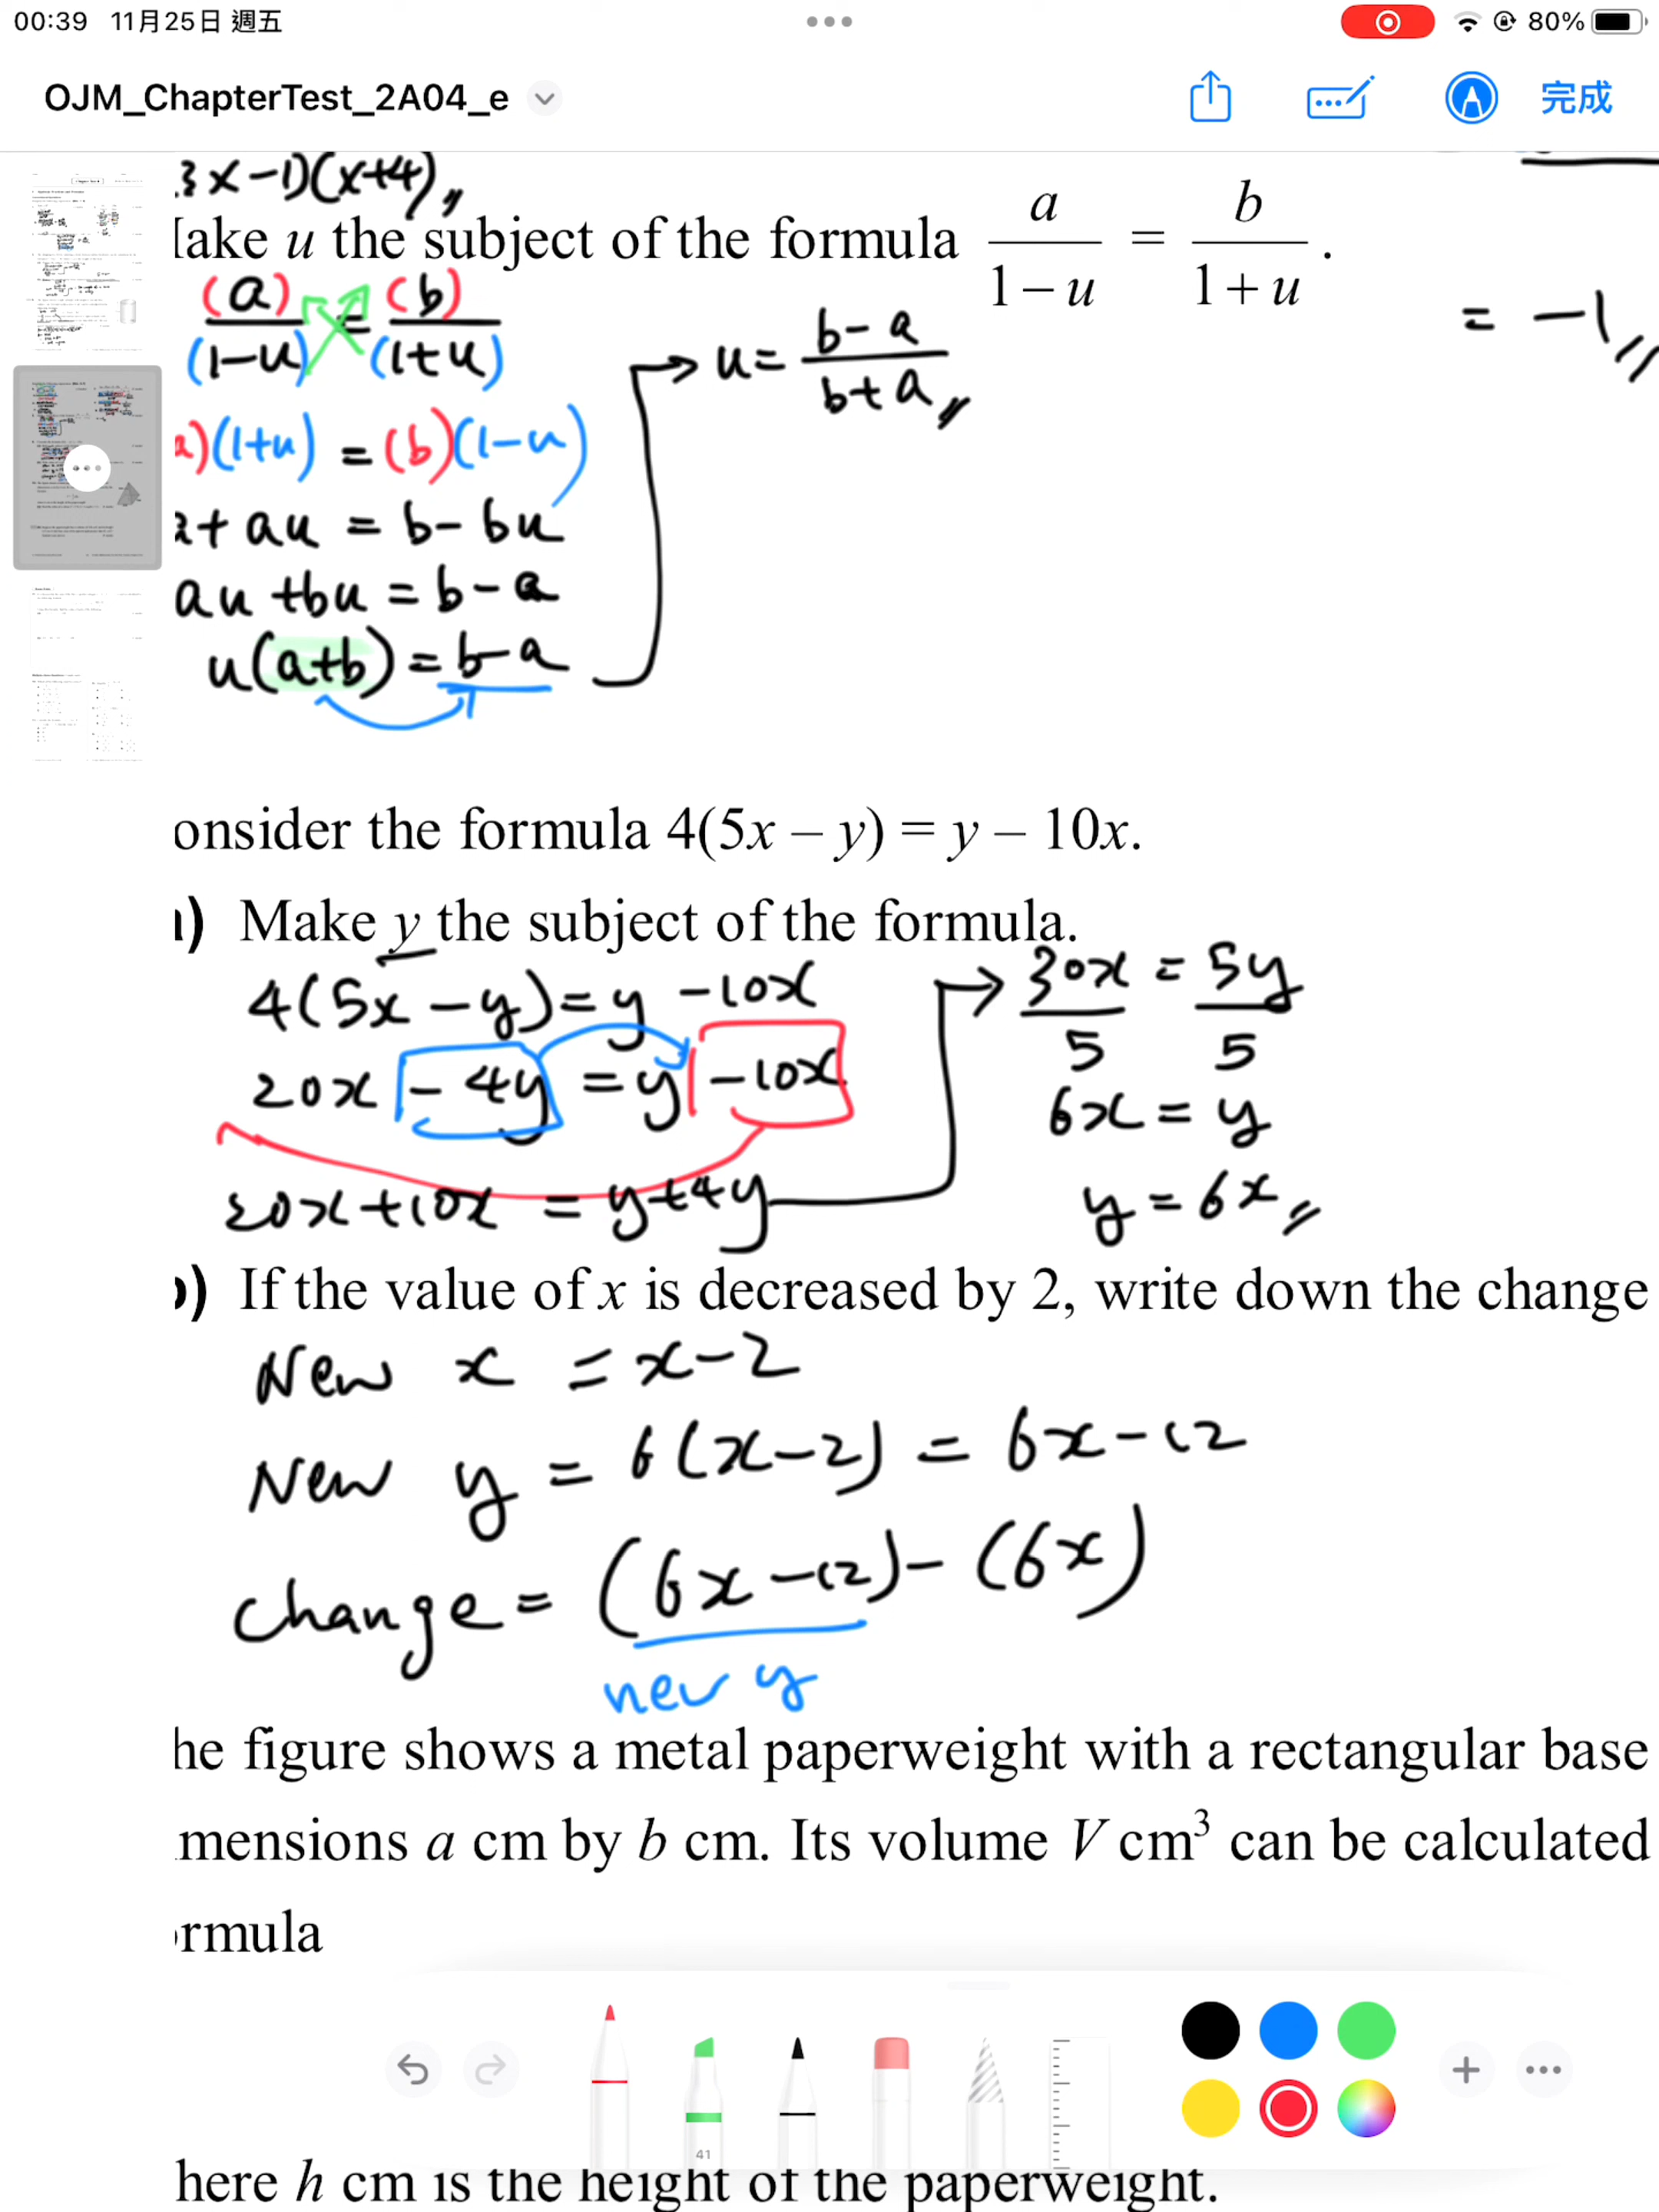 00:39 11月25日 週五
80%
OJM_ChapterTest_2A04_e
完成
3x-1)(x+4)
ake u the subject of the formula a/(1-u) = b/(1+u).
= -1
(a)/(1-u) = (b)/(1+u)
a)(1+u) = (b)(1-u)
a+au = b-bu
au+bu = b-a
u(a+b) = b-a
u = (b-a)/(b+a)
onsider the formula 4(5x – y) = y – 10x.
) Make y the subject of the formula.
4(5x-y) = y-10x
20x-4y = y-10x
20x+10x = y+4y
30x/5 = 5y/5
6x = y
y = 6x
) If the value of x is decreased by 2, write down the change
New x = x-2
New y = 6(x-2) = 6x-12
change = (6x-12)-(6x)
new y
he figure shows a metal paperweight with a rectangular base
mensions a cm by b cm. Its volume V cm³ can be calculated
rmula
41
here h cm is the height of the paperweight.